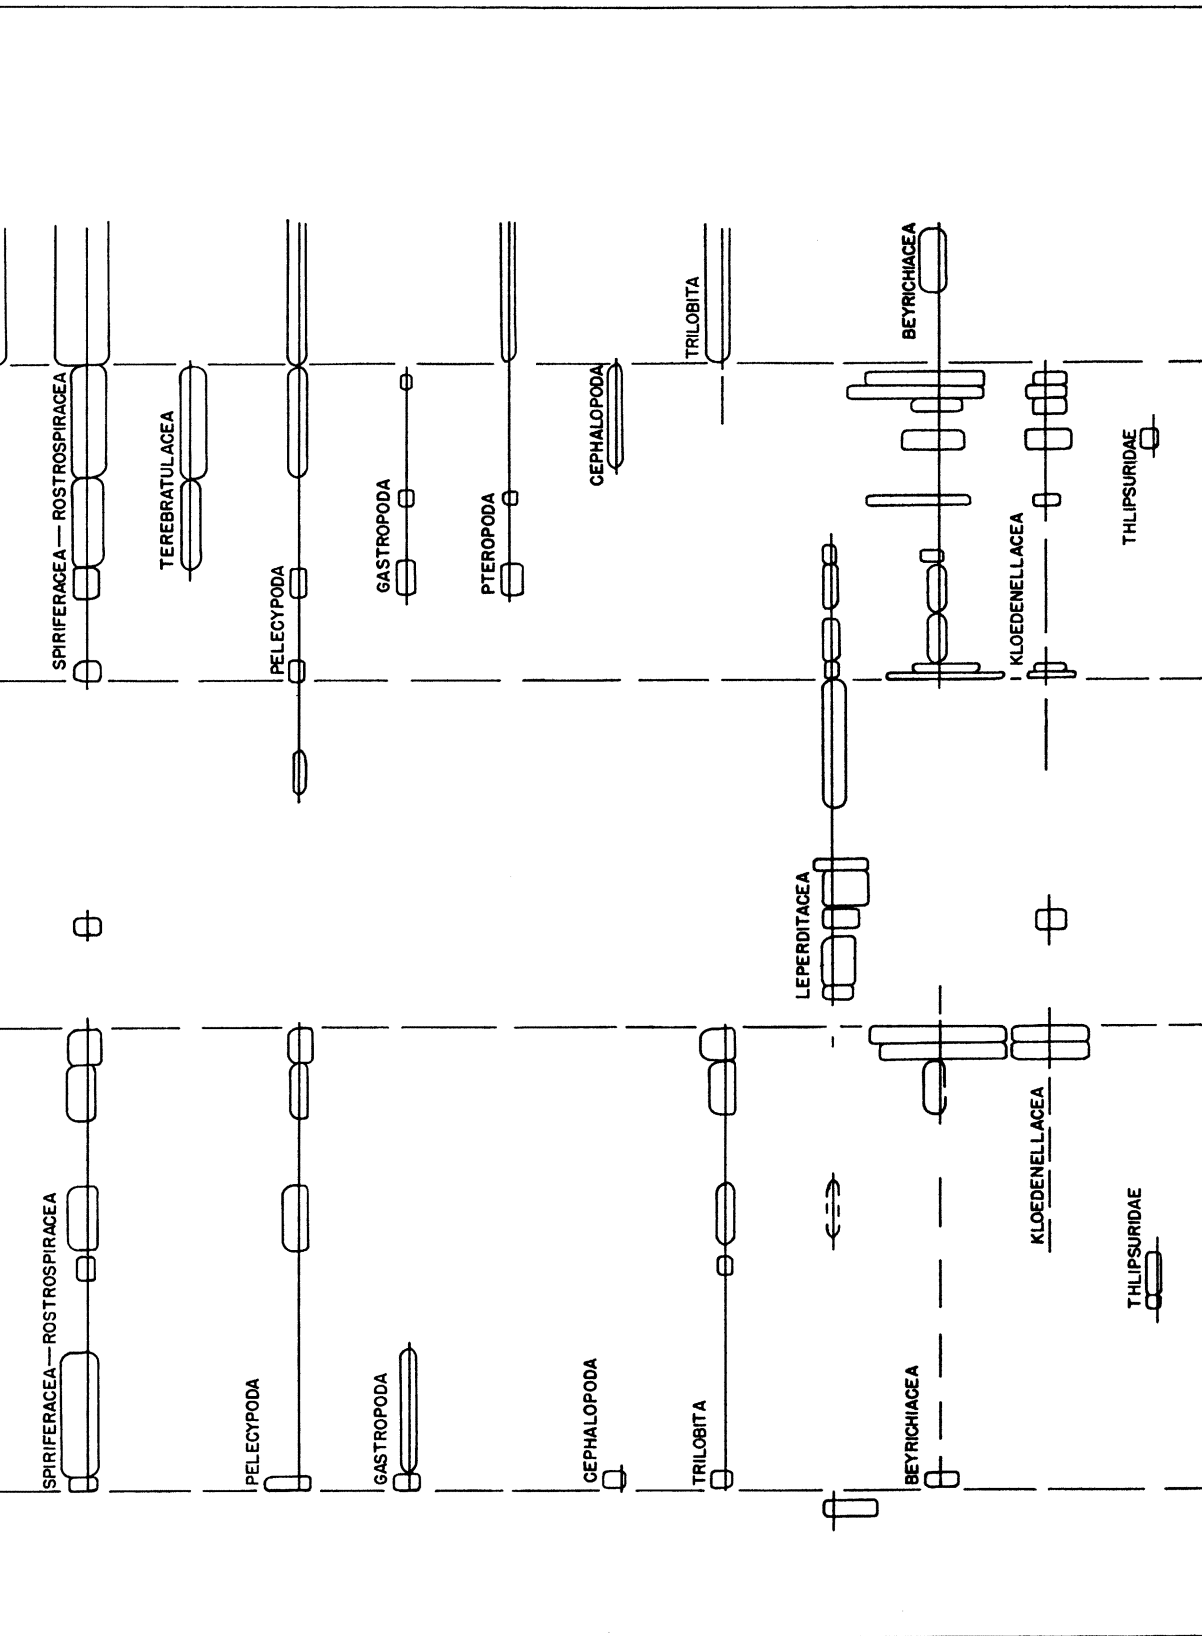 SPIRIFERACEA — ROSTROSPIRACEA
TEREBRATULACEA
PELECYPODA
GASTROPODA
PTEROPODA
CEPHALOPODA
TRILOBITA
BEYRICHIACEA
KLOEDENELLACEA
THLIPSURIDAE
LEPERDITACEA
SPIRIFERACEA — ROSTROSPIRACEA
PELECYPODA
GASTROPODA
CEPHALOPODA
TRILOBITA
BEYRICHIACEA
KLOEDENELLACEA
THLIPSURIDAE